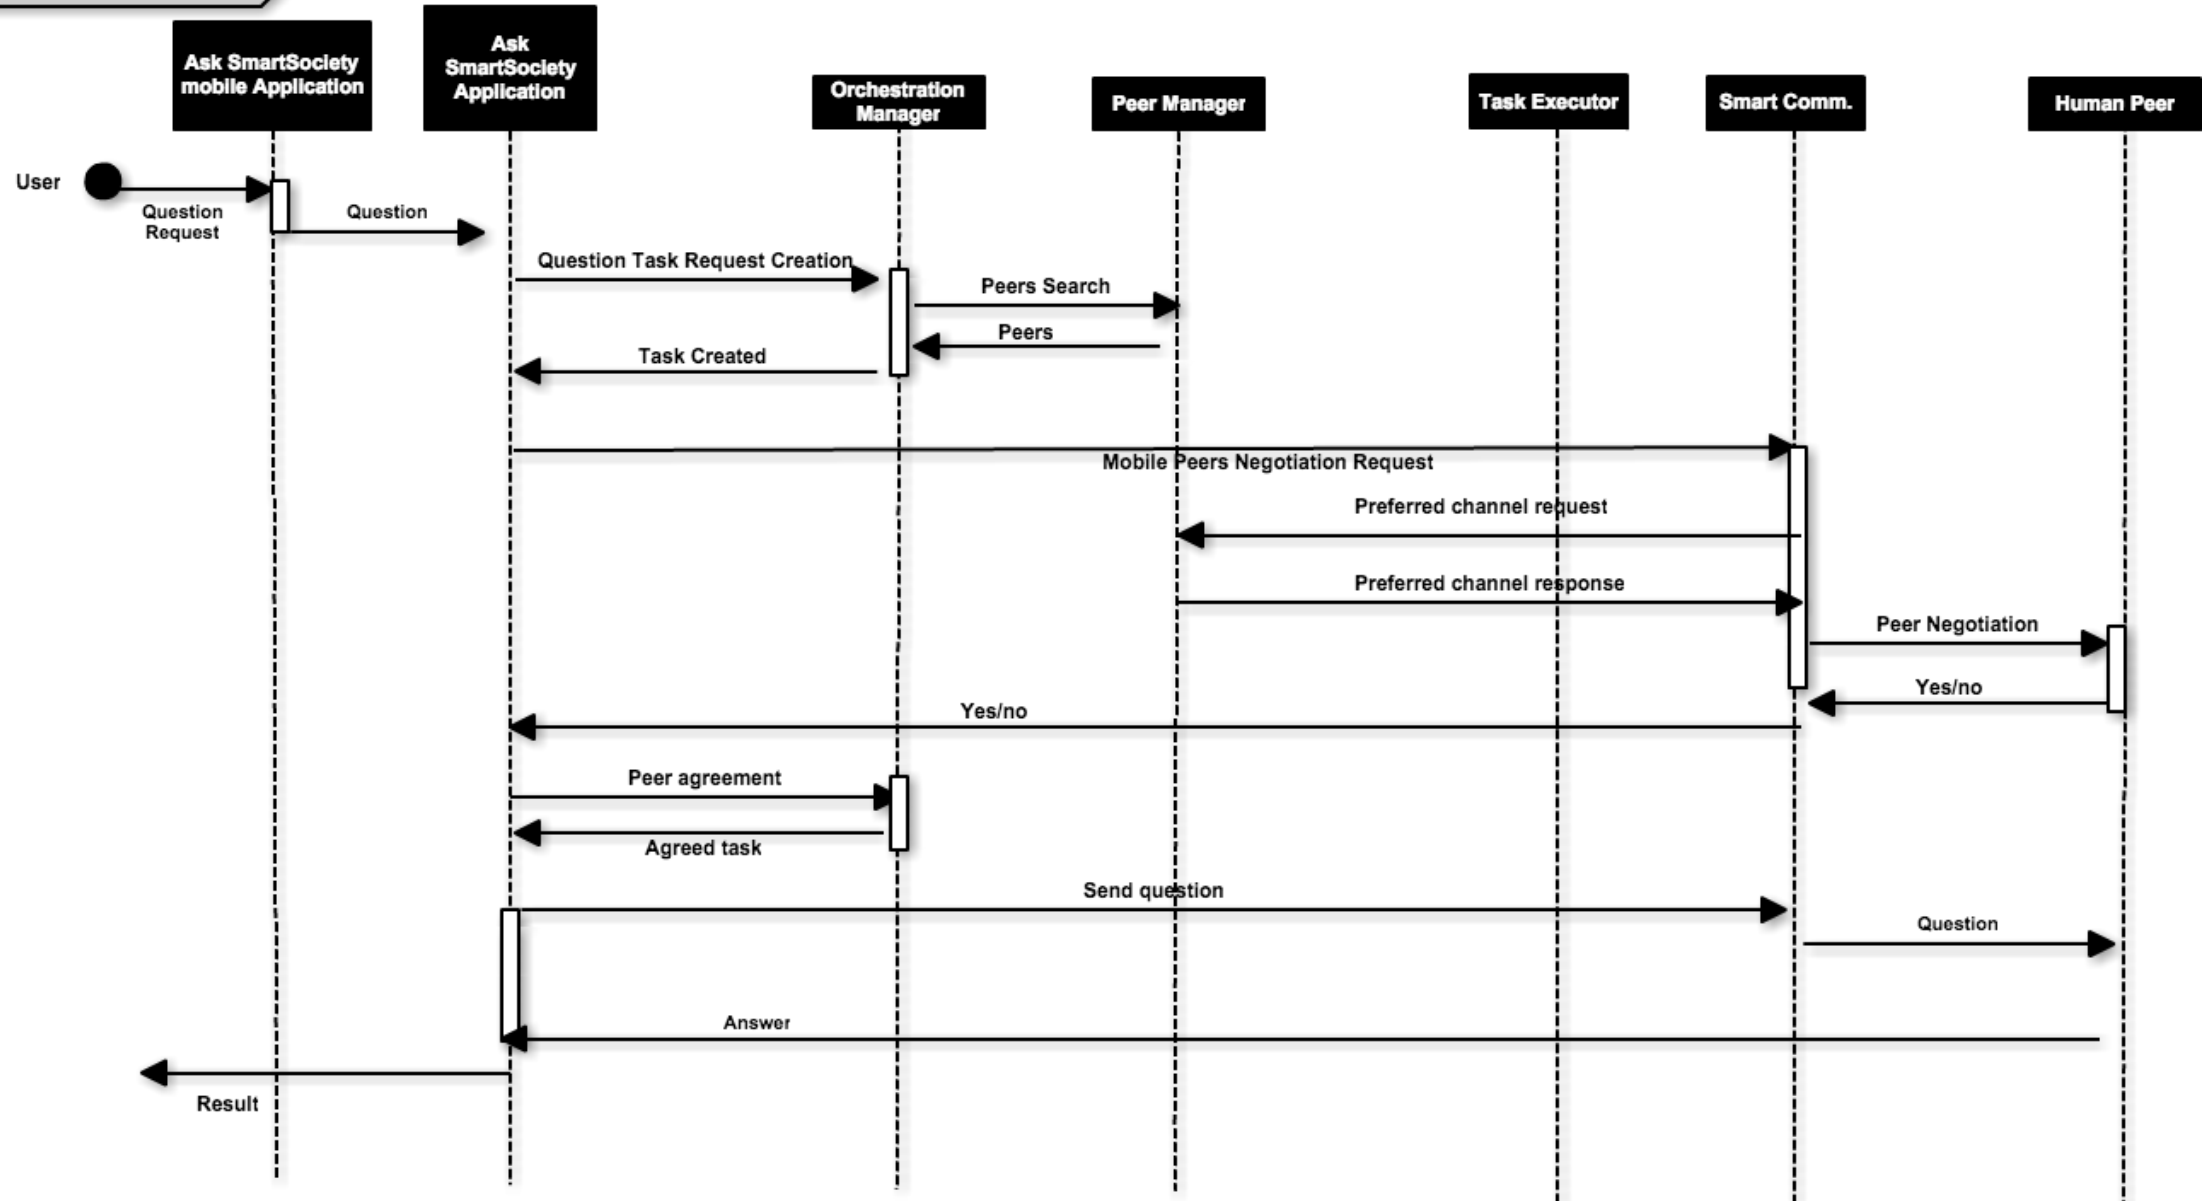 Ask SmartSociety
mobile Application
Ask
SmartSociety
Application
Orchestration
Manager
Peer Manager
Task Executor
Smart Comm.
Human Peer
User
Question
Request
Question
Question Task Request Creation
Peers Search
Peers
Task Created
Mobile Peers Negotiation Request
Preferred channel request
Preferred channel response
Peer Negotiation
Yes/no
Yes/no
Peer agreement
Agreed task
Send question
Question
Answer
Result